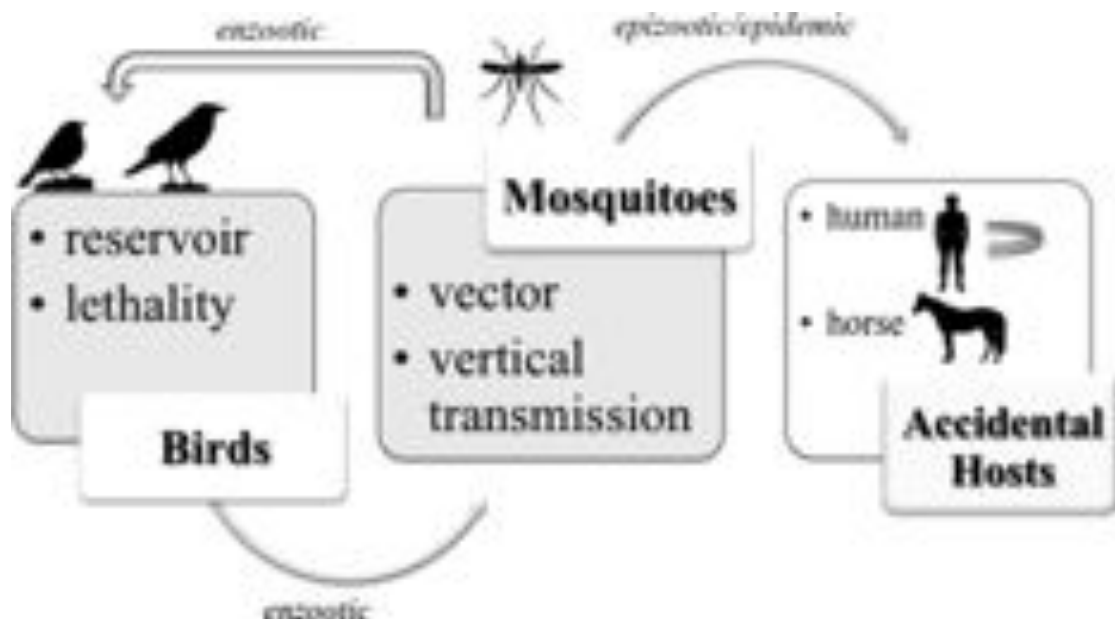 enzootic
epizootic/epidemic
Mosquitoes
• reservoir
• lethality
Birds
• vector
• vertical
transmission
• human
• horse
Accidental
Hosts
enzootic